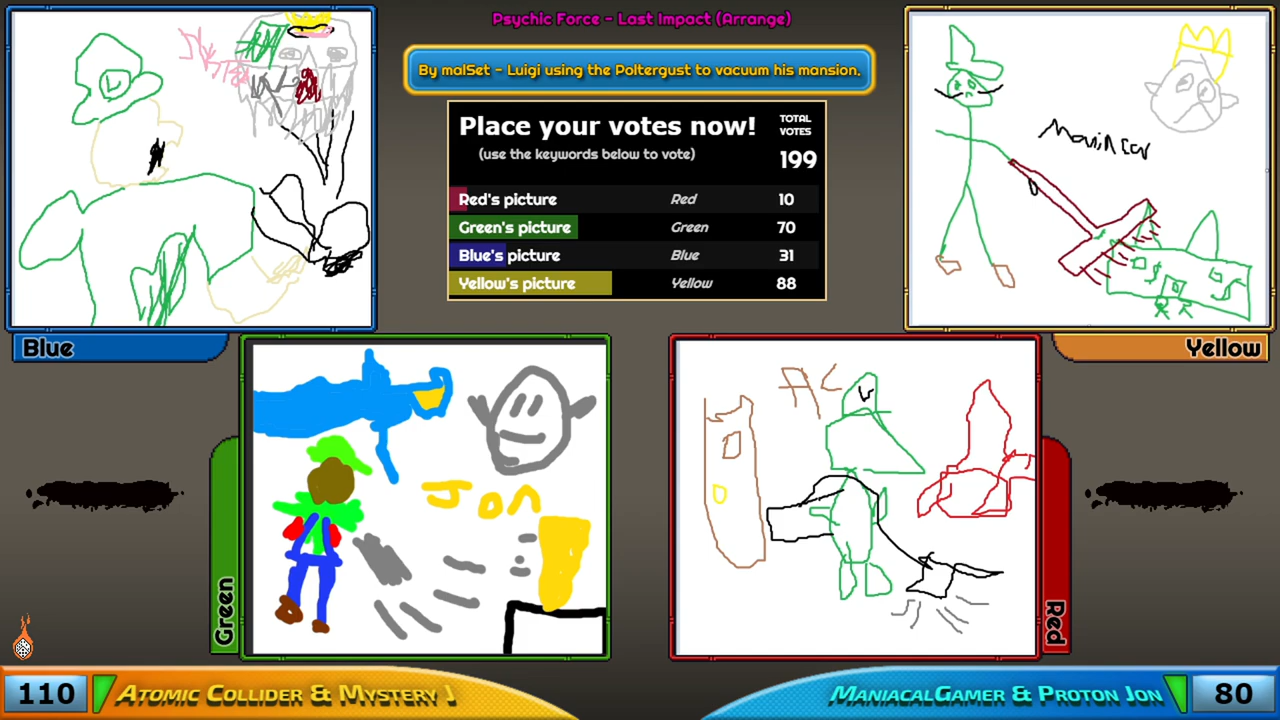 Psychic Force - Last Impact (Arrange)
By malSet - Luigi using the Poltergust to vacuum his mansion.
Place your votes now!
TOTAL
VOTES
(use the keywords below to vote)
199
Red's picture Red 10
Green's picture Green 70
Blue's picture Blue 31
Yellow's picture Yellow 88
L
Blue
Yellow
Jon
Green
AC
L
Red
110
Atomic Collider & Mystery J
ManiacalGamer & Proton Jon
80